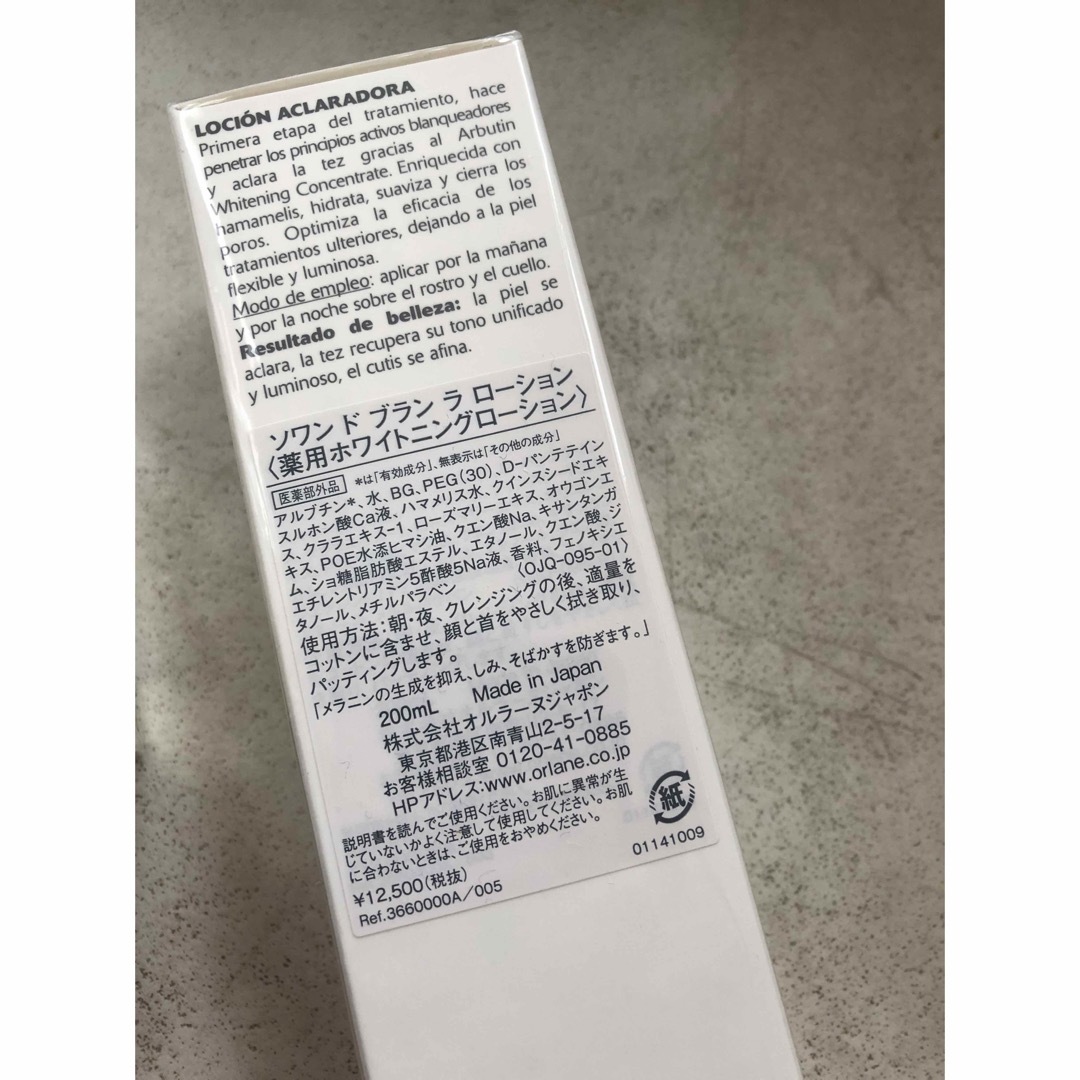 LOCIÓN ACLARADORA
Primera etapa del tratamiento, hace
penetrar los principios activos blanqueadores
y aclara la tez gracias al Arbutin
Whitening Concentrate. Enriquecida con
hamamelis, hidrata, suaviza y cierra los
poros. Optimiza la eficacia de los
tratamientos ulteriores, dejando a la piel
flexible y luminosa.
Modo de empleo: aplicar por la mañana
y por la noche sobre el rostro y el cuello.
Resultado de belleza: la piel se
aclara, la tez recupera su tono unificado
y luminoso, el cutis se afina.
ソワン ド ブラン ラ ローション
〈薬用ホワイトニングローション〉
医薬部外品 *は「有効成分」、無表示は「その他の成分」
アルブチン*、水、BG、PEG(30)、D-パンテテイン
スルホン酸Ca液、ハマメリス水、クインスシードエキ
ス、クララエキス-1、ローズマリーエキス、オウゴンエ
キス、POE水添ヒマシ油、クエン酸Na、キサンタンガ
ム、ショ糖脂肪酸エステル、エタノール、クエン酸、ジ
エチレントリアミン5酢酸5Na液、香料、フェノキシエ
タノール、メチルパラベン 〈OJQ-095-01〉
使用方法:朝・夜、クレンジングの後、適量を
コットンに含ませ、顔と首をやさしく拭き取り、
パッティングします。
「メラニンの生成を抑え、しみ、そばかすを防ぎます。」
200mL Made in Japan
株式会社オルラーヌジャポン
東京都港区南青山2-5-17
お客様相談室 0120-41-0885
HPアドレス:www.orlane.co.jp
説明書を読んでご使用ください。お肌に異常が生
じていないかよく注意して使用してください。お肌
に合わないときは、ご使用をおやめください。
紙
¥12,500(税抜)
01141009
Ref.3660000A/005